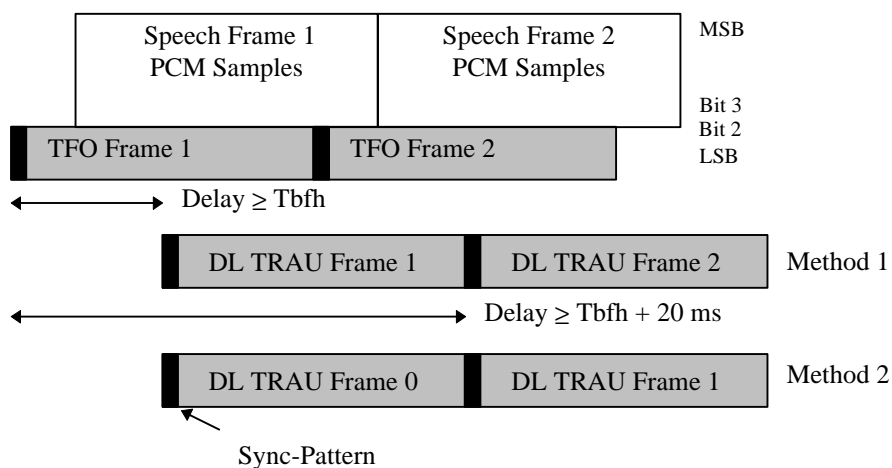 Speech Frame 1
PCM Samples
Speech Frame 2
PCM Samples
MSB
Bit 3
Bit 2
LSB
TFO Frame 1
TFO Frame 2
Delay ≥ Tbfh
DL TRAU Frame 1
DL TRAU Frame 2
Method 1
Delay ≥ Tbfh + 20 ms
DL TRAU Frame 0
DL TRAU Frame 1
Method 2
Sync-Pattern